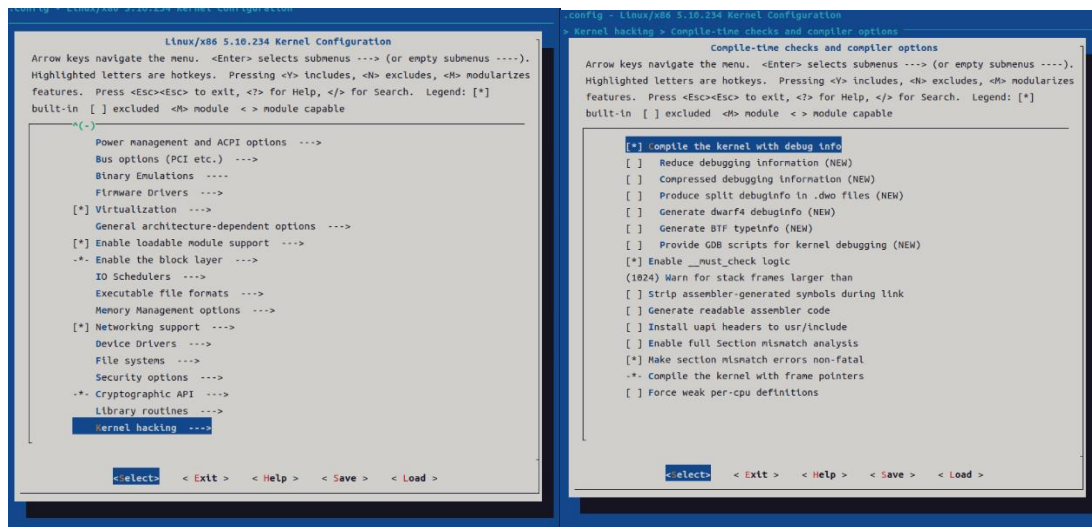 .config - Linux/x86 5.10.234 Kernel Configuration
Linux/x86 5.10.234 Kernel Configuration
Arrow keys navigate the menu.  <Enter> selects submenus ---> (or empty submenus ----).
Highlighted letters are hotkeys.  Pressing <Y> includes, <N> excludes, <M> modularizes
features.  Press <Esc><Esc> to exit, <?> for Help, </> for Search.  Legend: [*]
built-in  [ ] excluded  <M> module  < > module capable
^(-)
Power management and ACPI options  --->
Bus options (PCI etc.)  --->
Binary Emulations  ----
Firmware Drivers  --->
[*] Virtualization  --->
General architecture-dependent options  --->
[*] Enable loadable module support  --->
-*- Enable the block layer  --->
IO Schedulers  --->
Executable file formats  --->
Memory Management options  --->
[*] Networking support  --->
Device Drivers  --->
File systems  --->
Security options  --->
-*- Cryptographic API  --->
Library routines  --->
Kernel hacking  --->
<Select>    < Exit >    < Help >    < Save >    < Load >
.config - Linux/x86 5.10.234 Kernel Configuration
> Kernel hacking > Compile-time checks and compiler options
Compile-time checks and compiler options
Arrow keys navigate the menu.  <Enter> selects submenus ---> (or empty submenus ----).
Highlighted letters are hotkeys.  Pressing <Y> includes, <N> excludes, <M> modularizes
features.  Press <Esc><Esc> to exit, <?> for Help, </> for Search.  Legend: [*]
built-in  [ ] excluded  <M> module  < > module capable
[*] Compile the kernel with debug info
[ ]   Reduce debugging information (NEW)
[ ]   Compressed debugging information (NEW)
[ ]   Produce split debuginfo in .dwo files (NEW)
[ ]   Generate dwarf4 debuginfo (NEW)
[ ]   Generate BTF typeinfo (NEW)
[ ]   Provide GDB scripts for kernel debugging (NEW)
[*] Enable __must_check logic
(1024) Warn for stack frames larger than
[ ] Strip assembler-generated symbols during link
[ ] Generate readable assembler code
[ ] Install uapi headers to usr/include
[ ] Enable full Section mismatch analysis
[*] Make section mismatch errors non-fatal
-*- Compile the kernel with frame pointers
[ ] Force weak per-cpu definitions
<Select>    < Exit >    < Help >    < Save >    < Load >